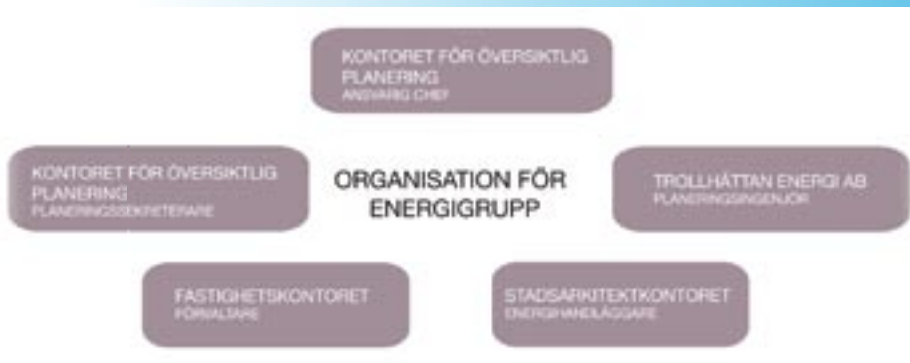 KONTORET FÖR ÖVERSIKTLIG
PLANERING
ANSVARIG CHEF
KONTORET FÖR ÖVERSIKTLIG
PLANERING
PLANERINGSSEKRETERARE
ORGANISATION FÖR
ENERGIGRUPP
TROLLHÄTTAN ENERGI AB
PLANERINGSINGENJÖR
FASTIGHETSKONTORET
FÖRVALTARE
STADSARKITEKTKONTORET
ENERGIHANDLÄGGARE